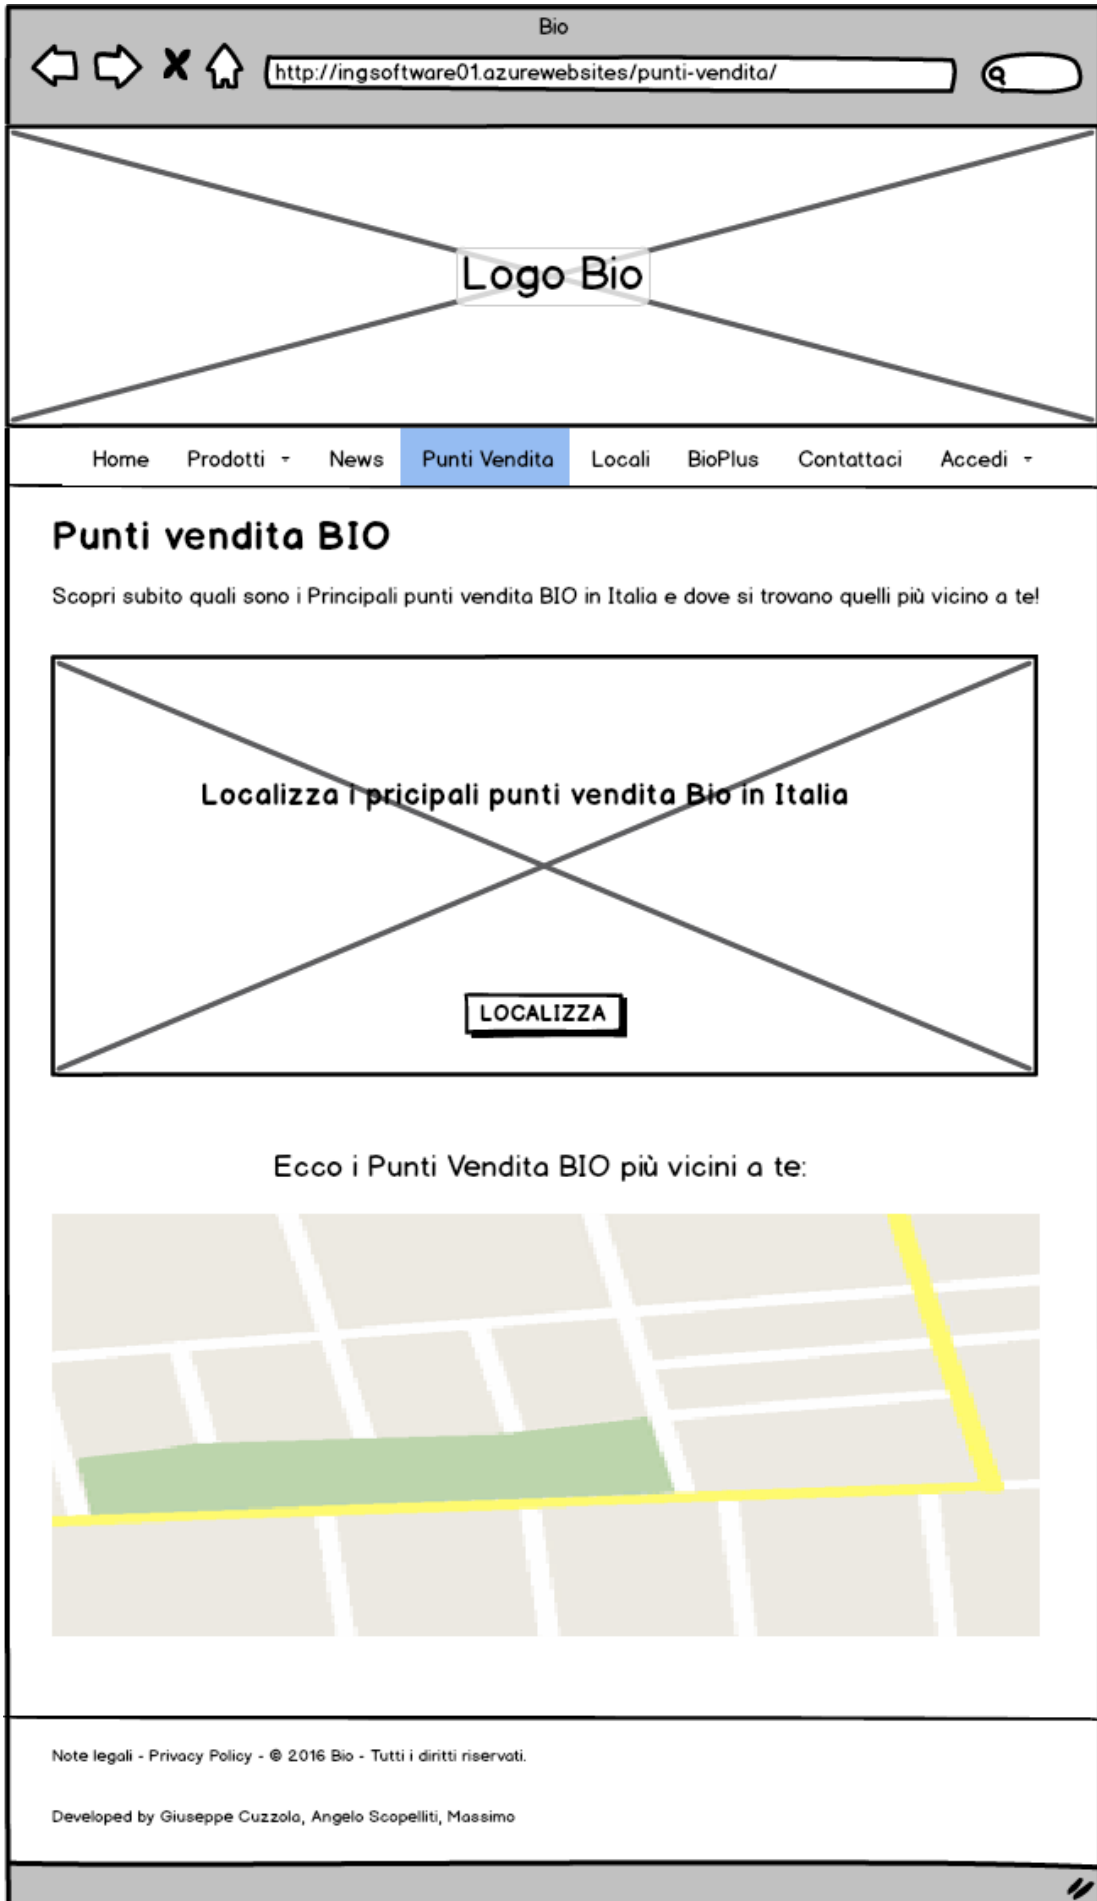 Bio
http://ingsoftware01.azurewebsites/punti-vendita/
Logo Bio
Home Prodotti News Punti Vendita Locali BioPlus Contattaci Accedi
Punti vendita BIO
Scopri subito quali sono i Principali punti vendita BIO in Italia e dove si trovano quelli più vicino a te!
Localizza i pricipali punti vendita Bio in Italia
LOCALIZZA
Ecco i Punti Vendita BIO più vicini a te:
Note legali - Privacy Policy - © 2016 Bio - Tutti i diritti riservati.
Developed by Giuseppe Cuzzola, Angelo Scopelliti, Massimo